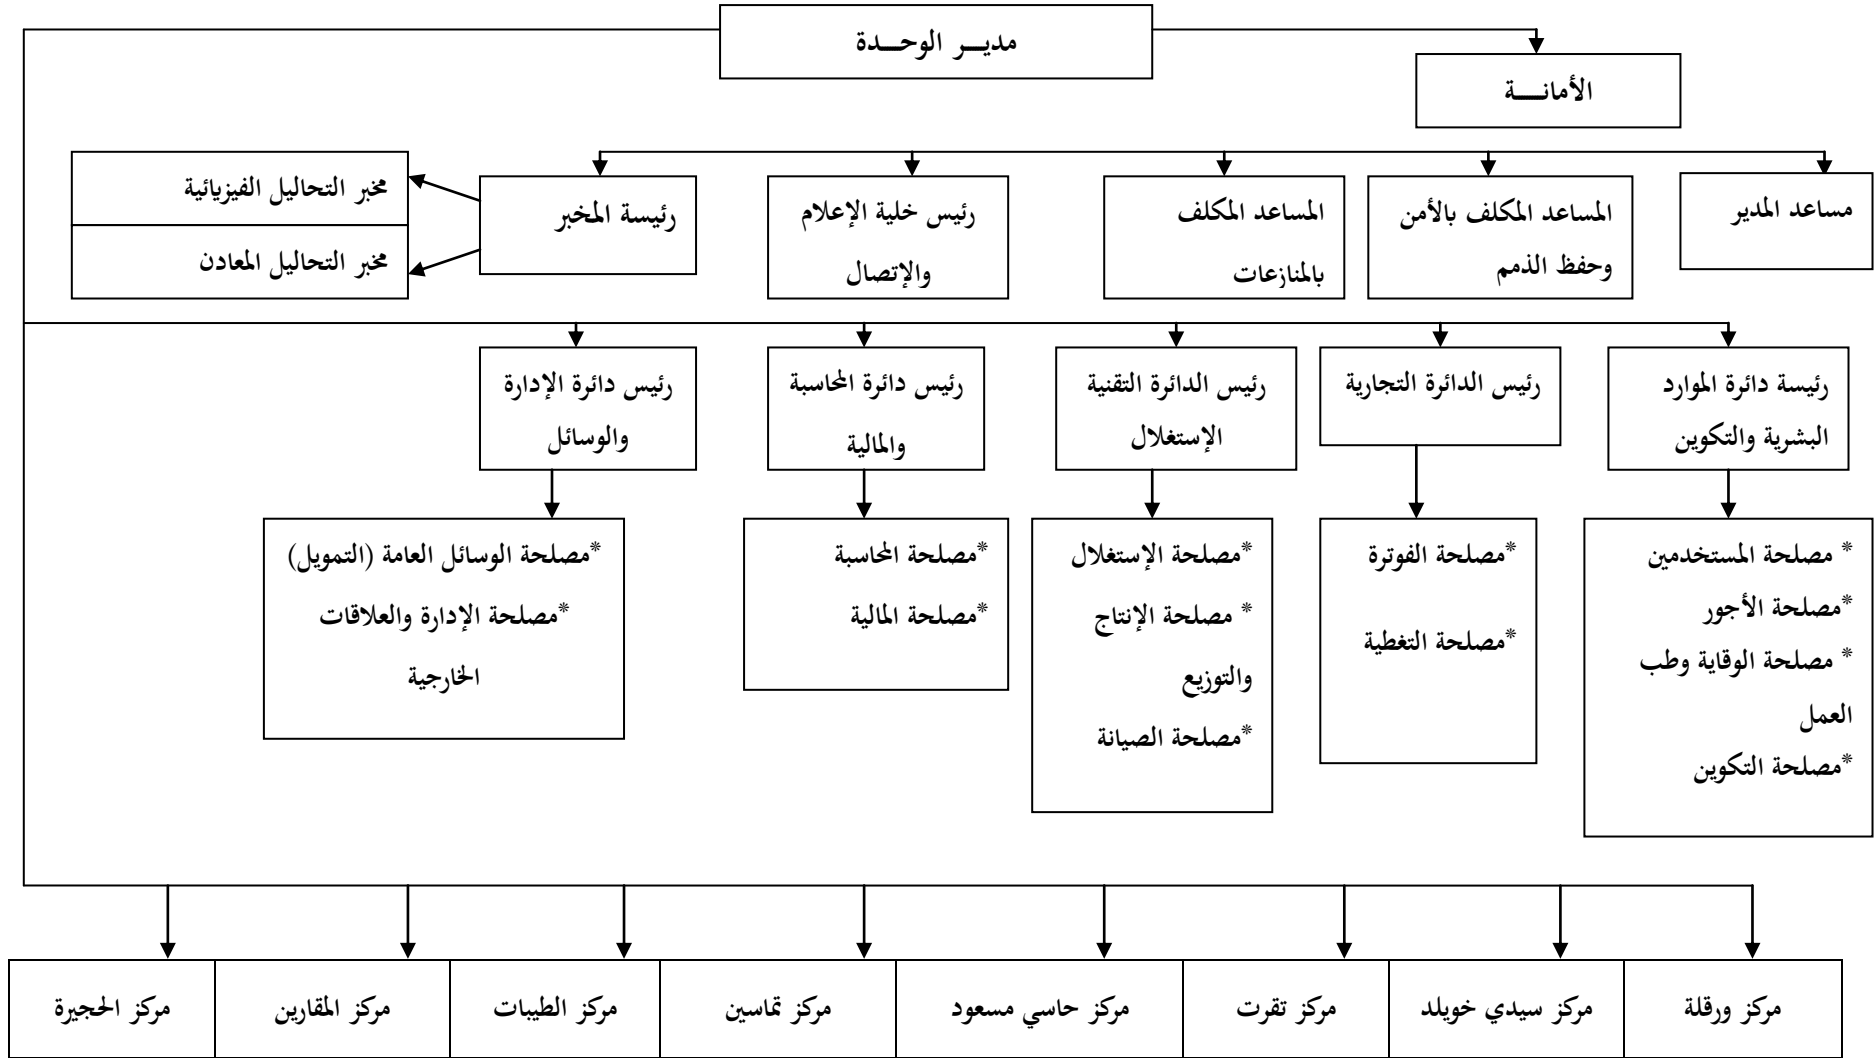 مديـــر الوحـــدة
الأمانـــــة
مساعد المدير
المساعد المكلف بالأمن
وحفظ الذمم
المساعد المكلف
بالمنازعات
رئيس خلية الإعلام
والإتصال
رئيسة المخبر
مخبر التحاليل الفيزيائية
مخبر التحاليل المعادن
رئيسة دائرة الموارد
البشرية والتكوين
رئيس الدائرة التجارية
رئيس الدائرة التقنية
الإستغلال
رئيس دائرة المحاسبة
والمالية
رئيس دائرة الإدارة
والوسائل
* مصلحة المستخدمين
*مصلحة الأجور
* مصلحة الوقاية وطب
العمل
*مصلحة التكوين
*مصلحة الفوترة
*مصلحة التغطية
*مصلحة الإستغلال
* مصلحة الإنتاج
والتوزيع
*مصلحة الصيانة
*مصلحة المحاسبة
*مصلحة المالية
*مصلحة الوسائل العامة (التمويل)
*مصلحة الإدارة والعلاقات
الخارجية
مركز ورقلة
مركز سيدي خويلد
مركز تقرت
مركز حاسي مسعود
مركز تماسين
مركز الطيبات
مركز المقارين
مركز الحجيرة